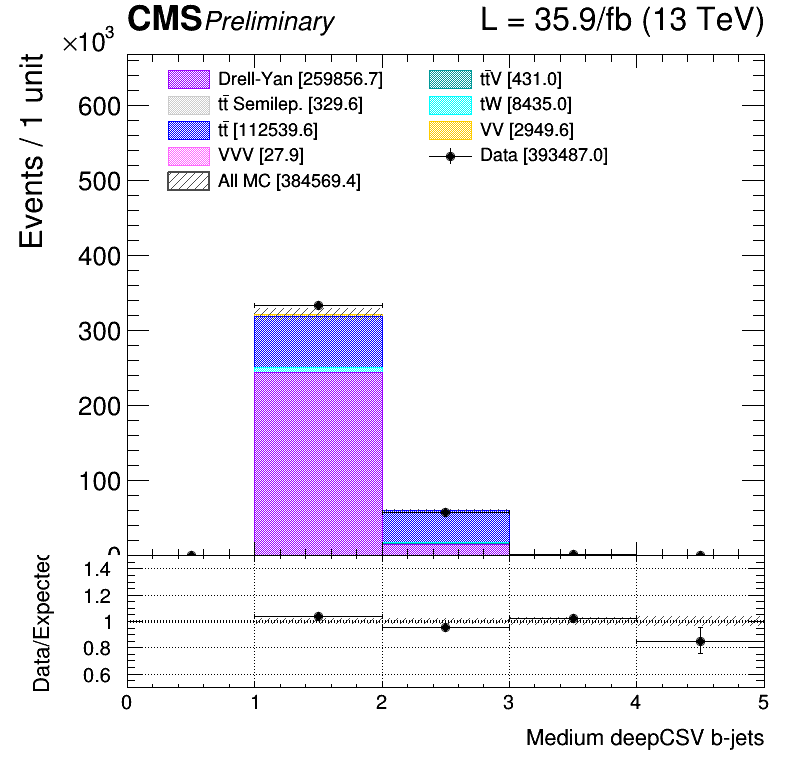 CMS Preliminary L = 35.9/fb (13 TeV)
×10³
Events / 1 unit
Drell-Yan [259856.7]
tt̄ Semilep. [329.6]
tt̄ [112539.6]
VVV [27.9]
All MC [384569.4]
tt̄V [431.0]
tW [8435.0]
VV [2949.6]
Data [393487.0]
600
500
400
300
200
100
0
Data/Expected
1.4
1.2
1
0.8
0.6
0 1 2 3 4 5
Medium deepCSV b-jets